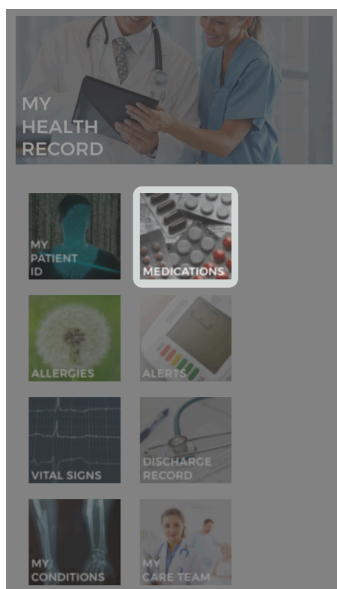 MY
HEALTH
RECORD
MY
PATIENT
ID
MEDICATIONS
ALLERGIES
ALERTS
VITAL SIGNS
DISCHARGE
RECORD
MY
CONDITIONS
MY
CARE TEAM